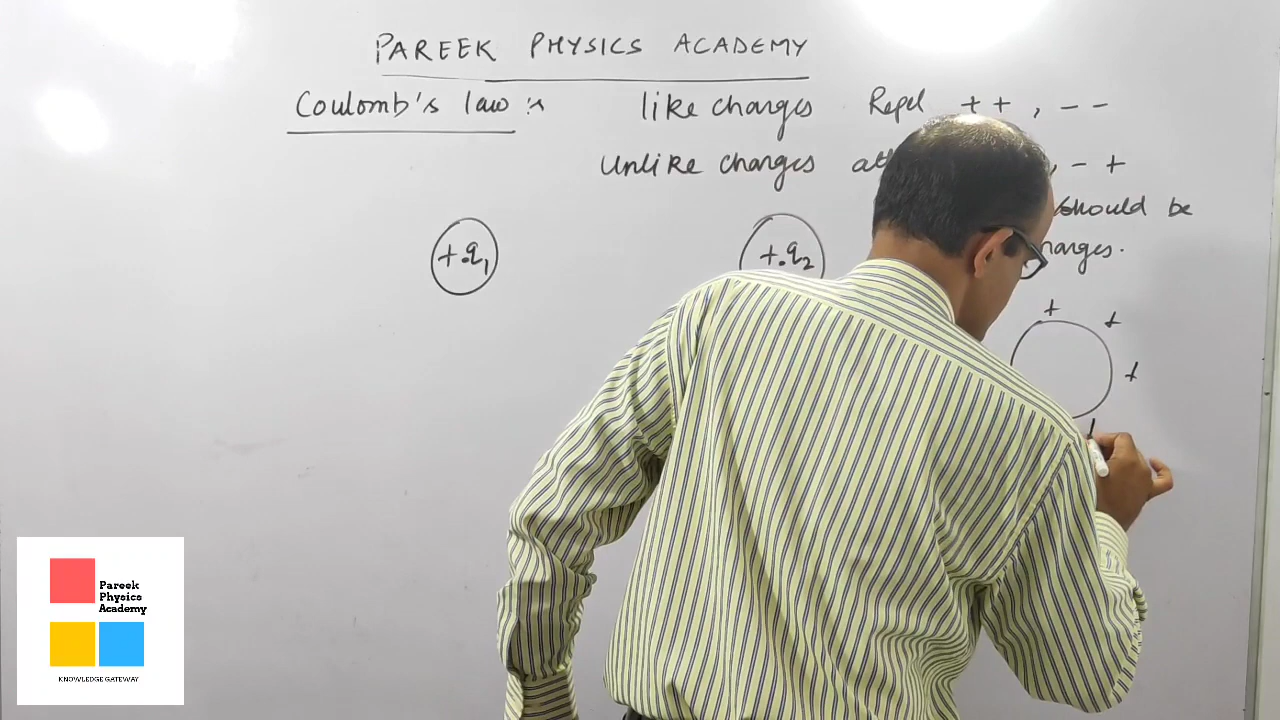 PAREEK PHYSICS ACADEMY
Coulomb's law :
like charges Repel + + , - -
Unlike charges , - +
should be
+.q1
+.q2
+ + +
Pareek
Physics
Academy
KNOWLEDGE GATEWAY